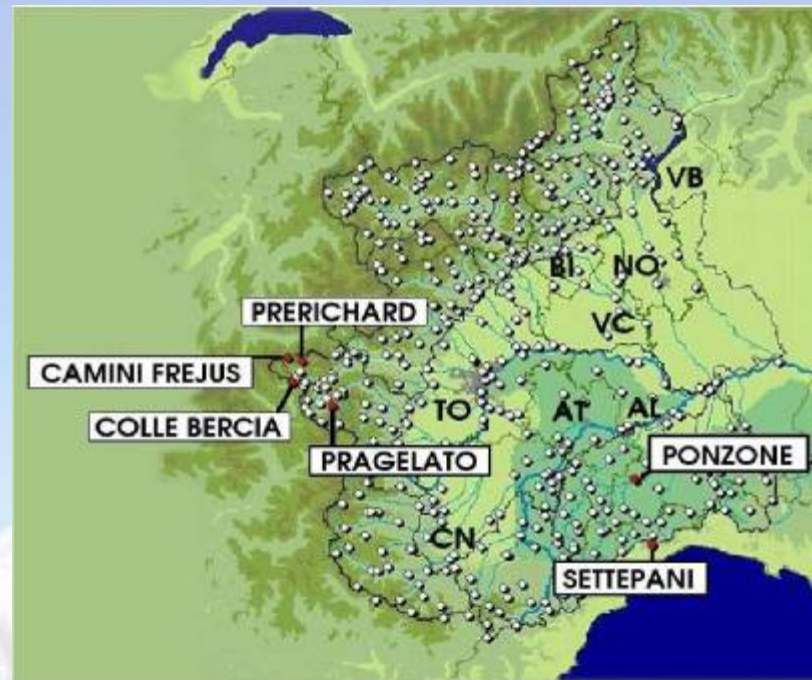 VB
BI
NO
VC
PRERICHARD
CAMINI FREJUS
COLLE BERCIA
TO
AT
AL
PRAGELATO
PONZONE
CN
SETTEPANI